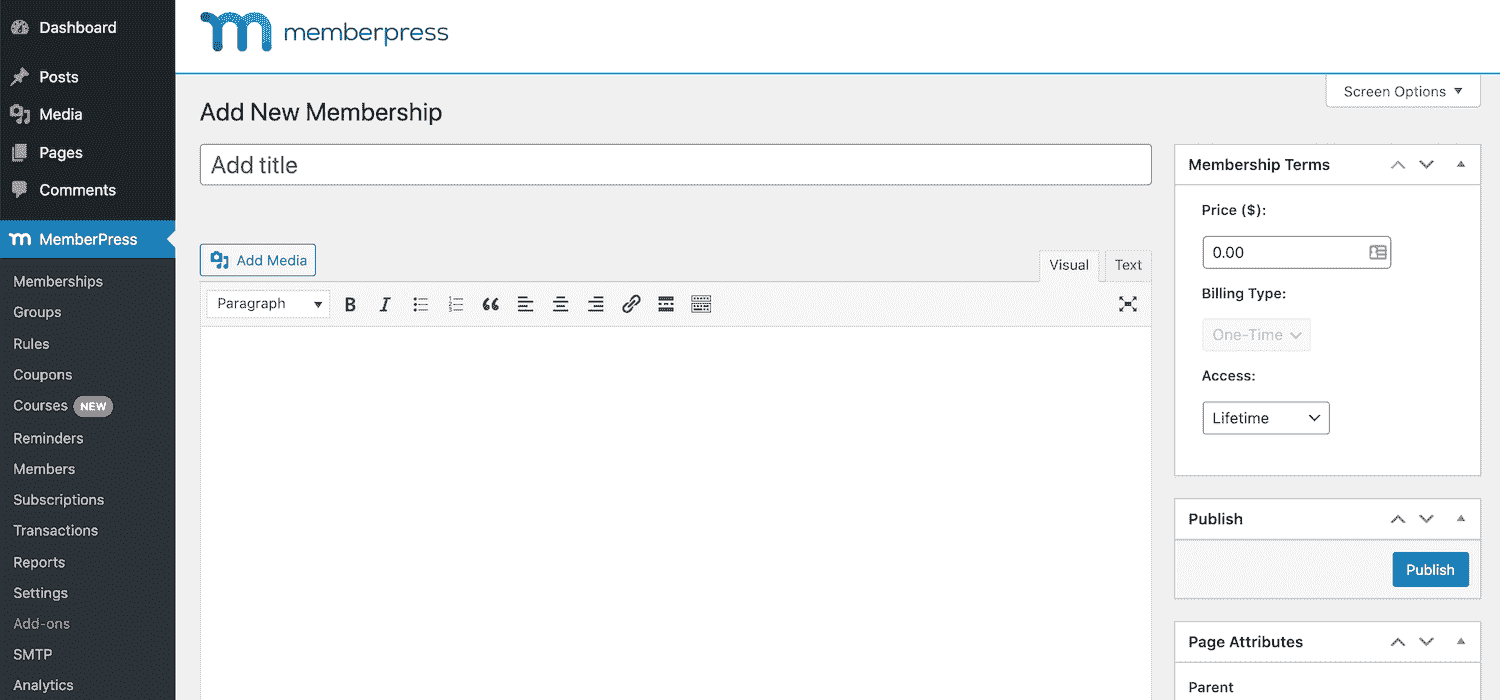 Dashboard
Posts
Media
Pages
Comments
MemberPress
Memberships
Groups
Rules
Coupons
Courses NEW
Reminders
Members
Subscriptions
Transactions
Reports
Settings
Add-ons
SMTP
Analytics
memberpress
Screen Options
Add New Membership
Add title
Add Media
Visual Text
Paragraph B I
Membership Terms
Price ($):
0.00
Billing Type:
One-Time
Access:
Lifetime
Publish
Publish
Page Attributes
Parent